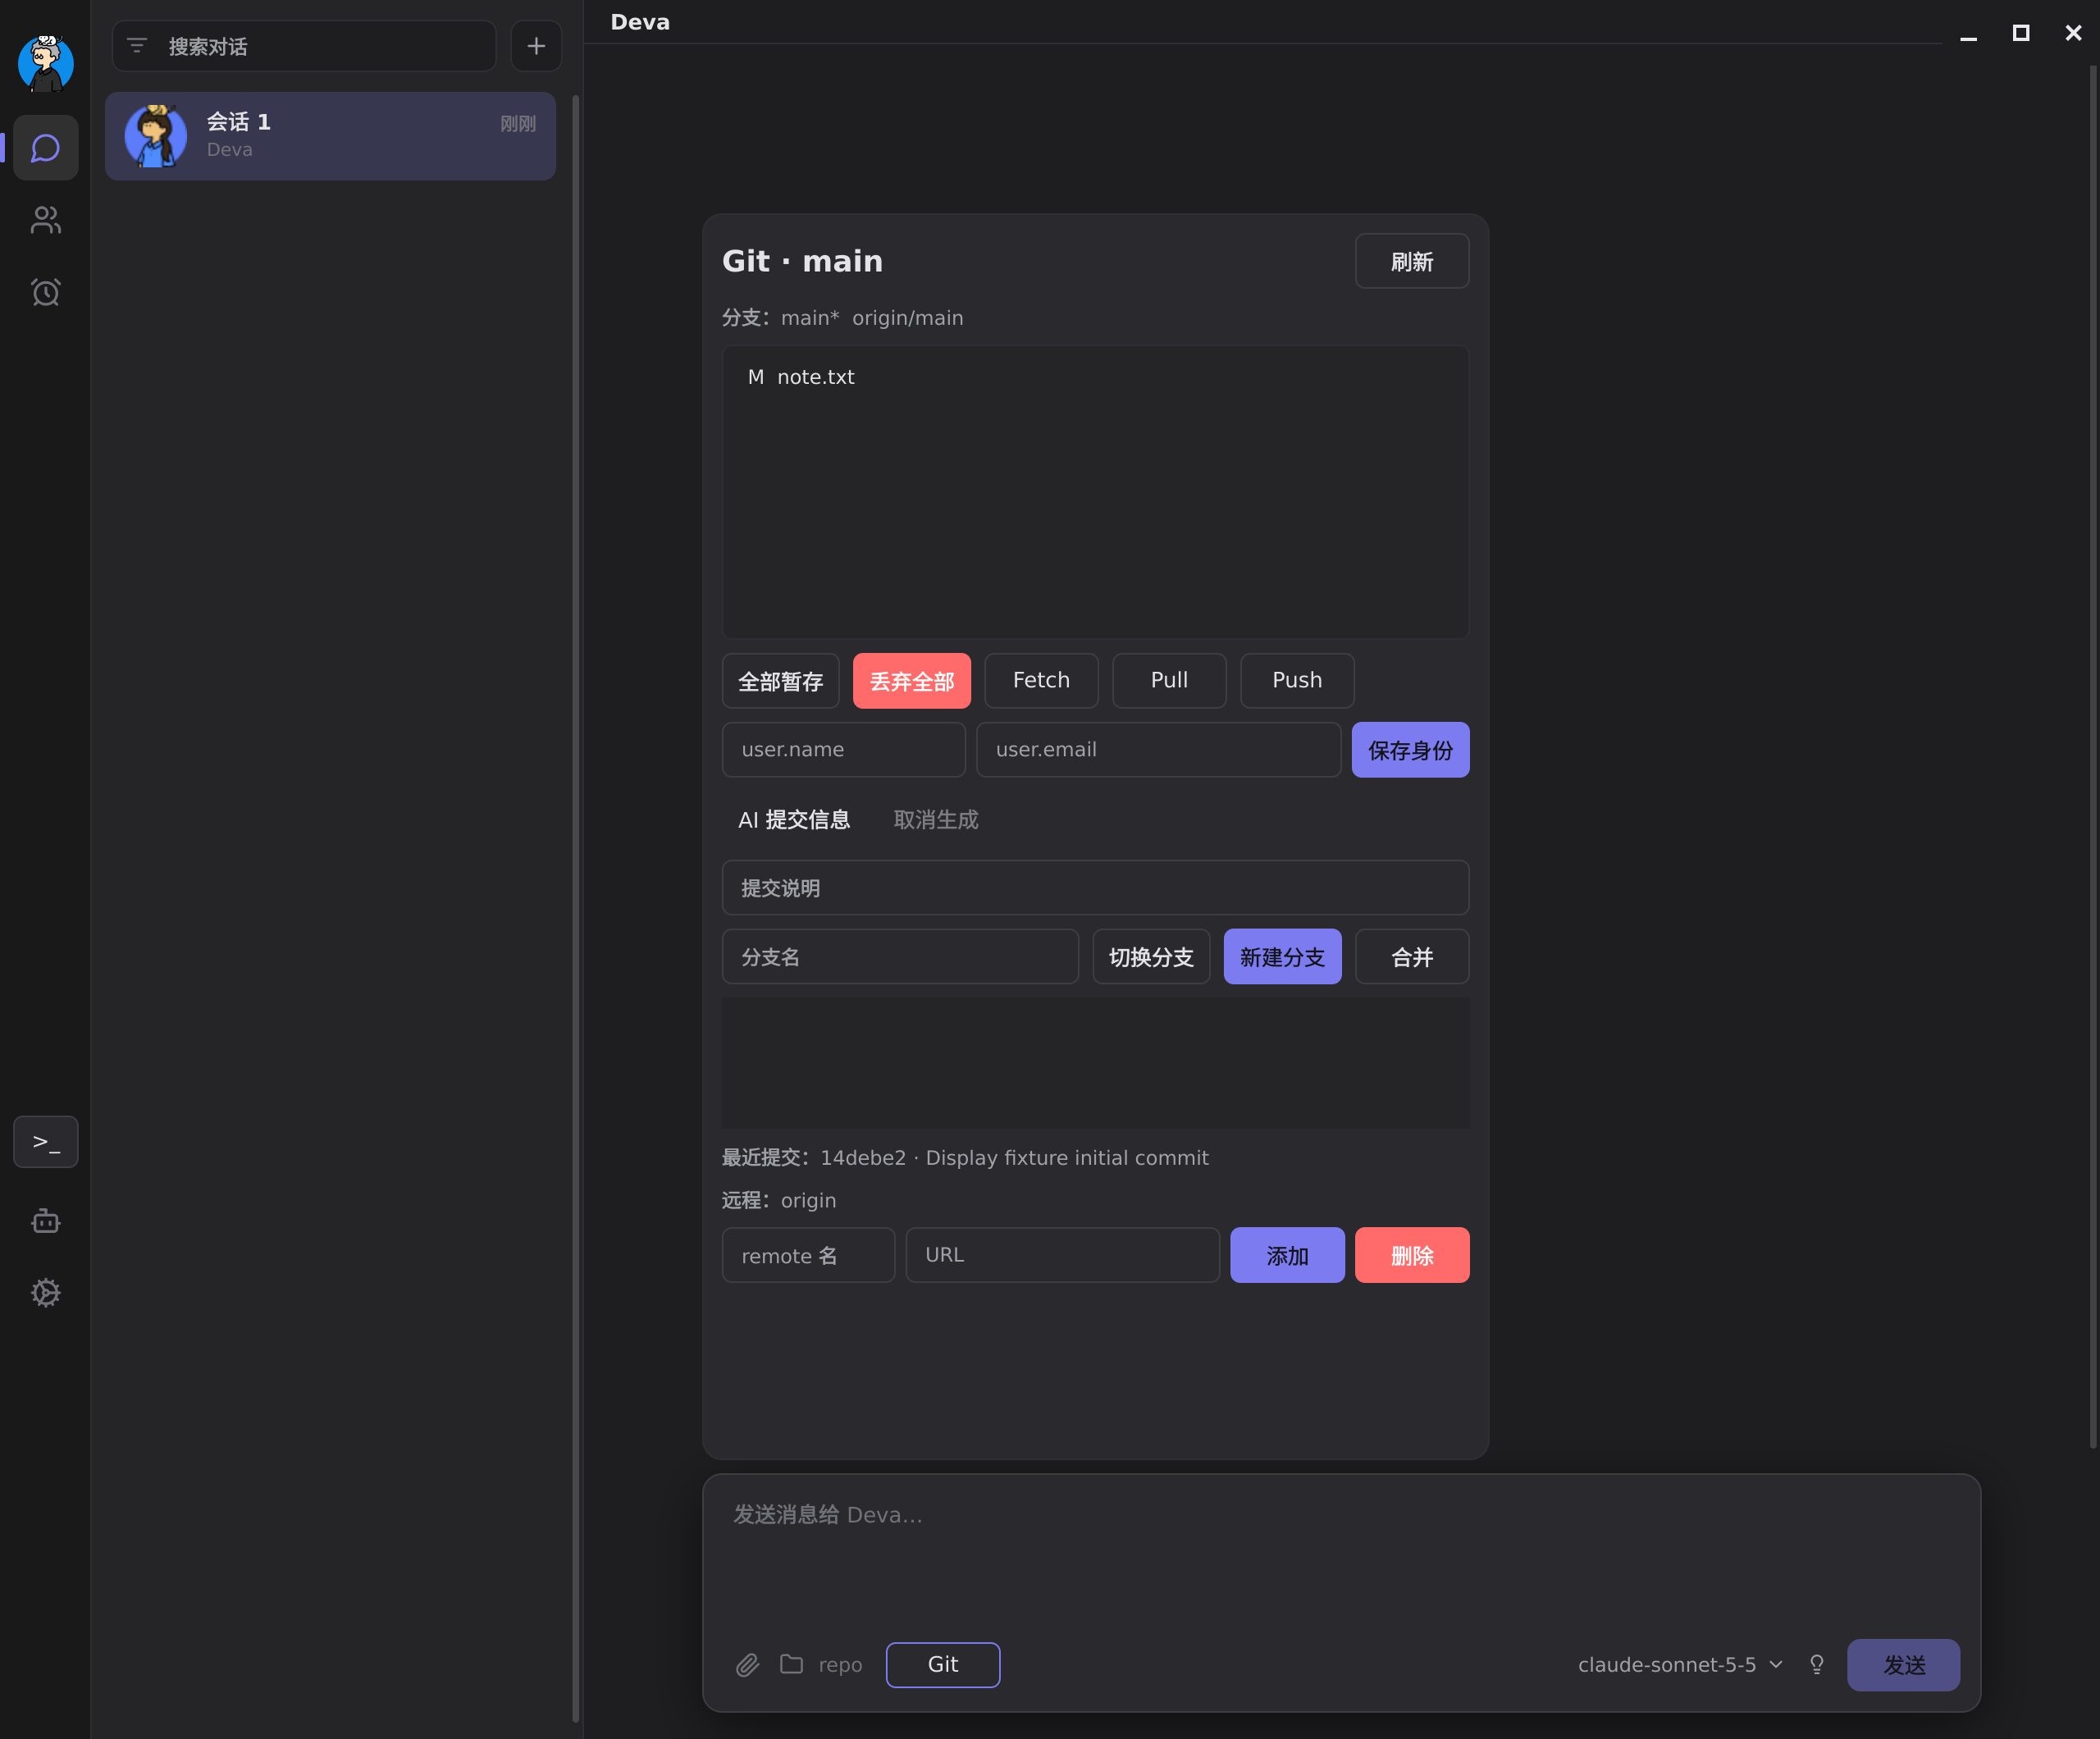 搜索对话
会话 1
刚刚
Deva
>_
Deva
Git · main
刷新
分支：main* origin/main
M note.txt
全部暂存 丢弃全部 Fetch Pull Push
user.name user.email 保存身份
AI 提交信息 取消生成
提交说明
分支名 切换分支 新建分支 合并
最近提交：14debe2 · Display fixture initial commit
远程：origin
remote 名 URL 添加 删除
发送消息给 Deva...
repo Git claude-sonnet-5-5 发送